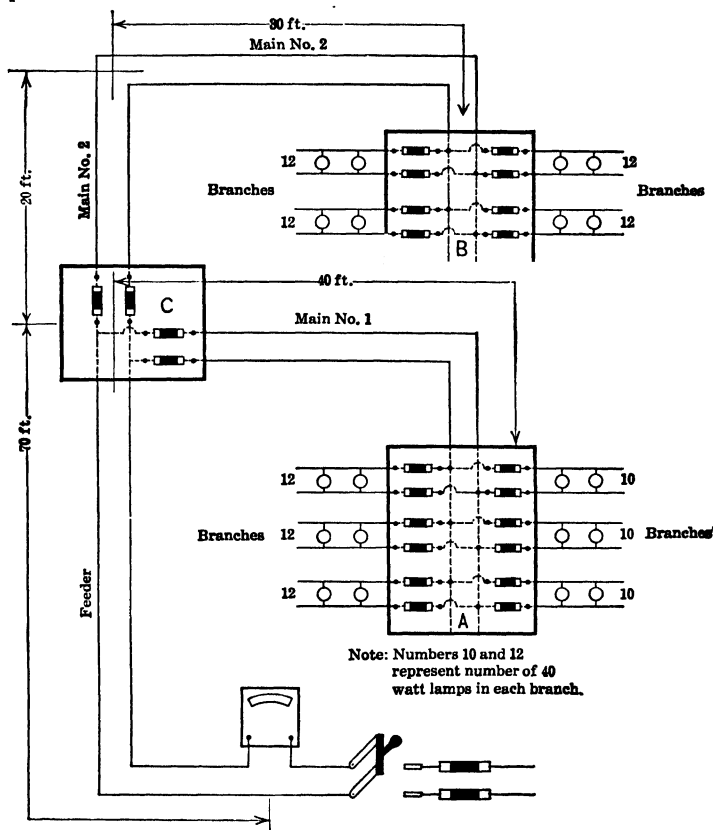 30 ft.
Main No. 2
Main No. 2
20 ft.
12
12
Branches
Branches
12
12
B
40 ft.
C
Main No. 1
70 ft.
12
10
Branches
12
10
Branches
12
10
A
Feeder
Note: Numbers 10 and 12
represent number of 40
watt lamps in each branch.